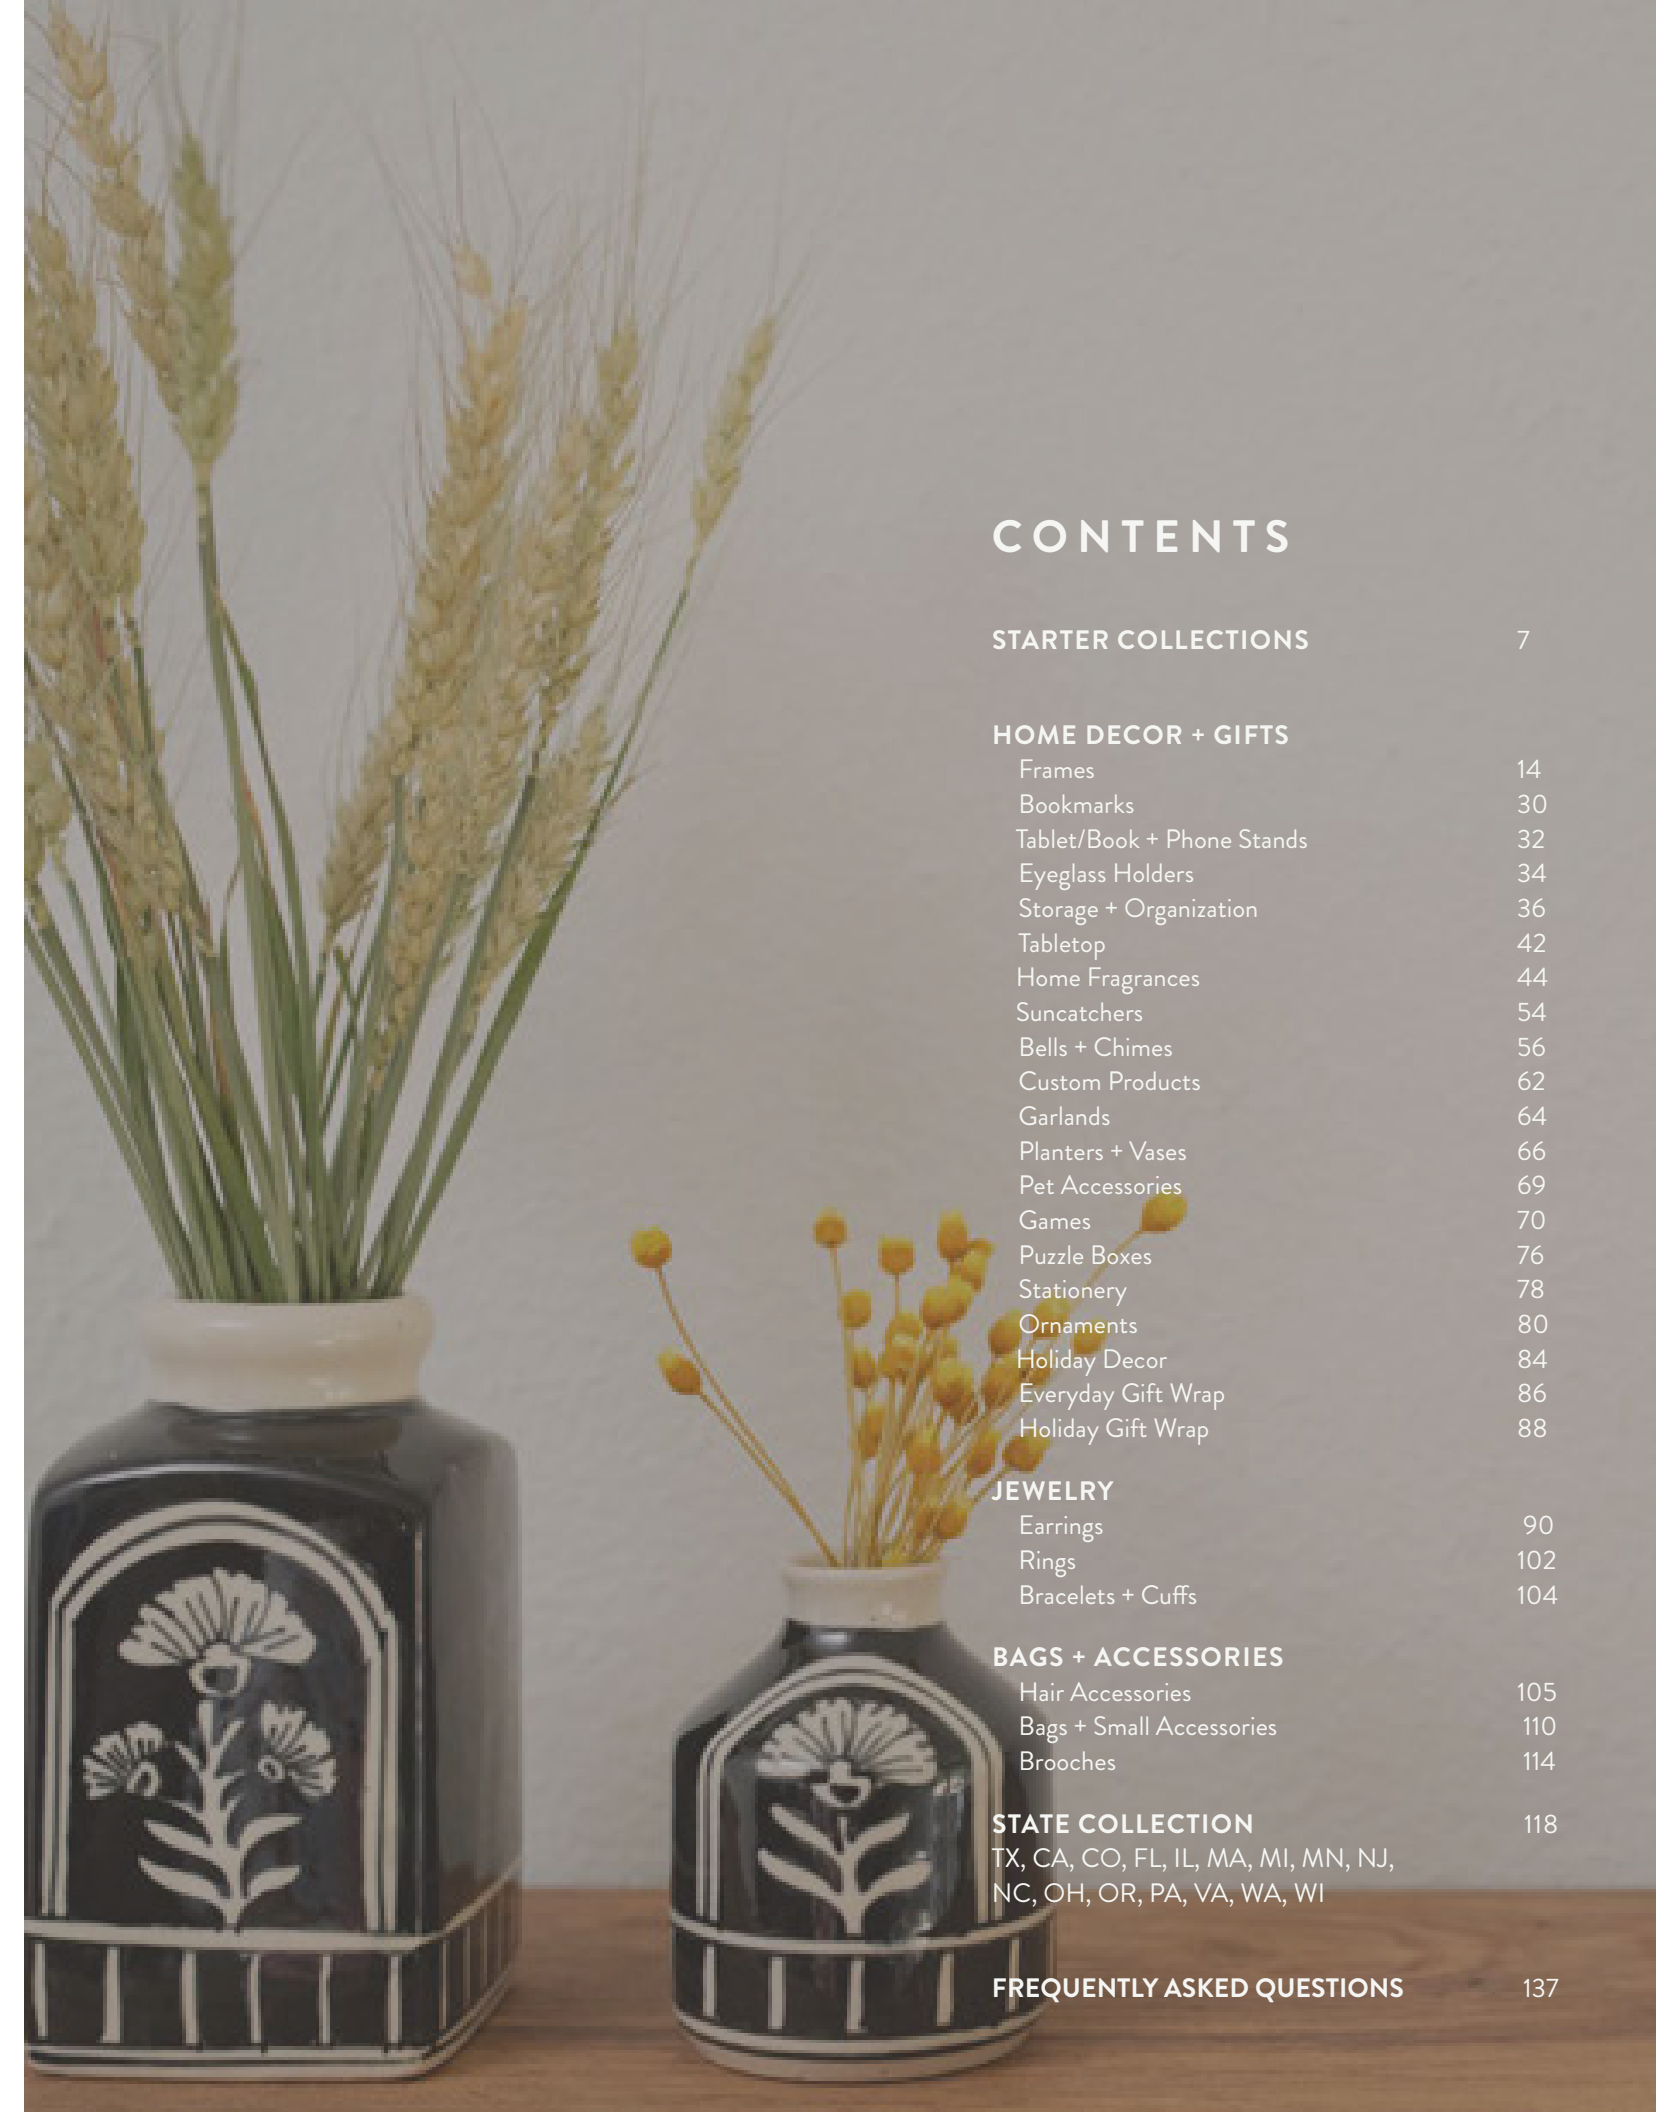 CONTENTS
STARTER COLLECTIONS 7
HOME DECOR + GIFTS
Frames 14
Bookmarks 30
Tablet/Book + Phone Stands 32
Eyeglass Holders 34
Storage + Organization 36
Tabletop 42
Home Fragrances 44
Suncatchers 54
Bells + Chimes 56
Custom Products 62
Garlands 64
Planters + Vases 66
Pet Accessories 69
Games 70
Puzzle Boxes 76
Stationery 78
Ornaments 80
Holiday Decor 84
Everyday Gift Wrap 86
Holiday Gift Wrap 88
JEWELRY
Earrings 90
Rings 102
Bracelets + Cuffs 104
BAGS + ACCESSORIES
Hair Accessories 105
Bags + Small Accessories 110
Brooches 114
STATE COLLECTION 118
TX, CA, CO, FL, IL, MA, MI, MN, NJ,
NC, OH, OR, PA, VA, WA, WI
FREQUENTLY ASKED QUESTIONS 137